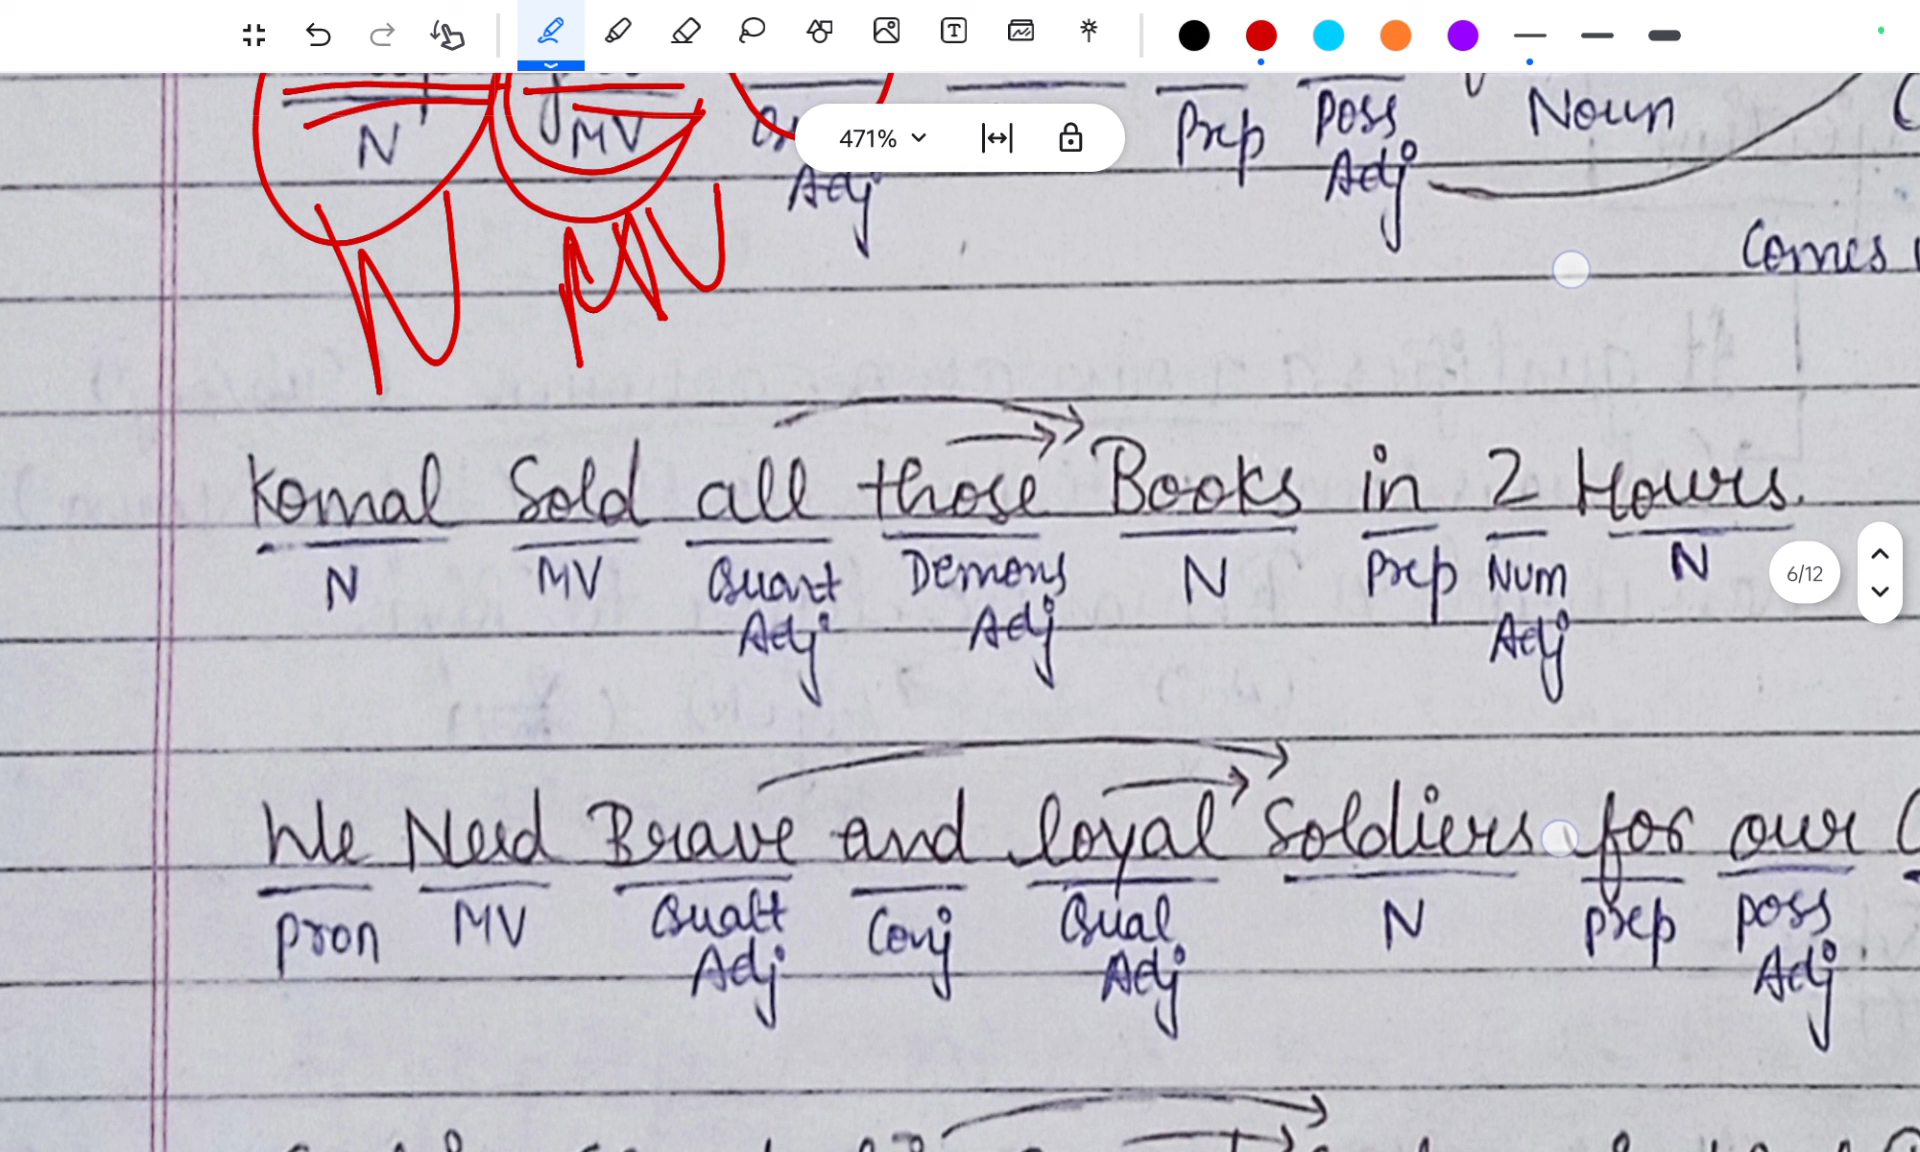 471%
N MV Prep Poss Noun
Adj Adj
N MV
Comes
Komal Sold all those Books in 2 Hours.
N MV Quant Demons N Prep Num N
Adj Adj Adj
6/12
We Need Brave and loyal Soldiers for our
Pron MV Qualt Conj Qual N Prep Poss
Adj Adj Adj